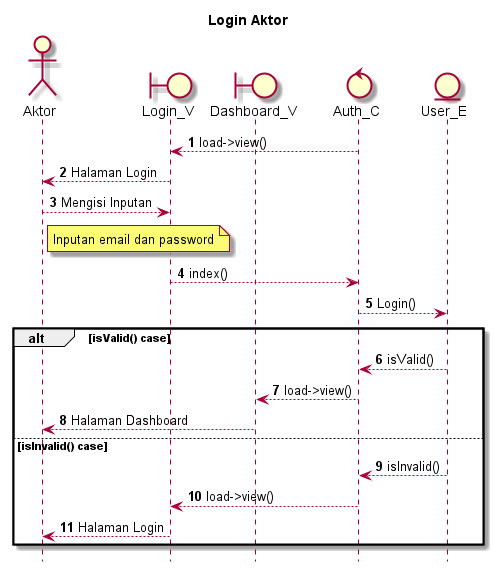 Login Aktor
Aktor
Login_V
Dashboard_V
Auth_C
User_E
1 load->view()
2 Halaman Login
3 Mengisi Inputan
Inputan email dan password
4 index()
5 Login()
alt [isValid() case]
6 isValid()
7 load->view()
8 Halaman Dashboard
[isInvalid() case]
9 isInvalid()
10 load->view()
11 Halaman Login